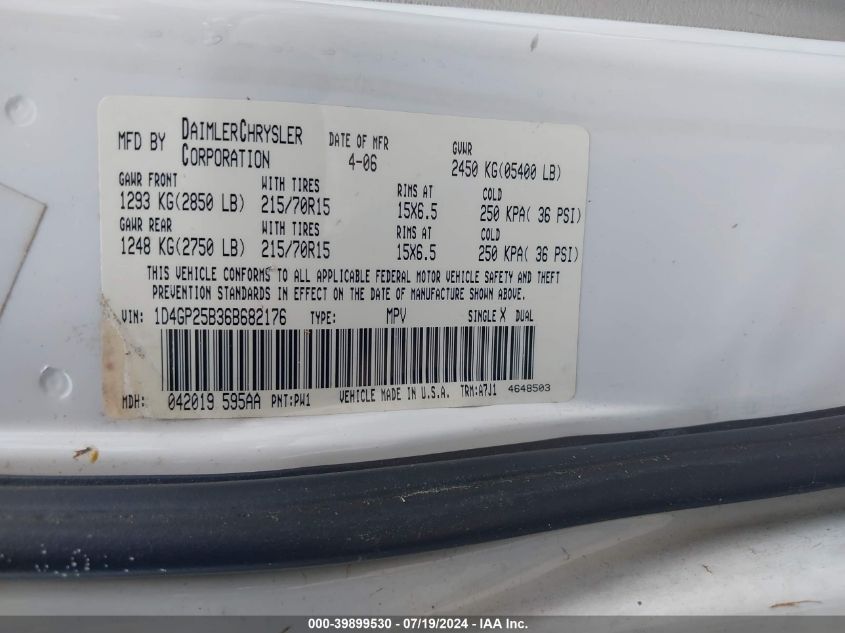 MFD BY DAIMLERCHRYSLER CORPORATION DATE OF MFR 4-06 GVWR 2450 KG(05400 LB)
GAWR FRONT WITH TIRES RIMS AT COLD
1293 KG(2850 LB) 215/70R15 15X6.5 250 KPA( 36 PSI)
GAWR REAR WITH TIRES RIMS AT COLD
1248 KG(2750 LB) 215/70R15 15X6.5 250 KPA( 36 PSI)
THIS VEHICLE CONFORMS TO ALL APPLICABLE FEDERAL MOTOR VEHICLE SAFETY AND THEFT
PREVENTION STANDARDS IN EFFECT ON THE DATE OF MANUFACTURE SHOWN ABOVE.
VIN: 1D4GP25B36B682176 TYPE: MPV SINGLE X DUAL
MDH: 042019 595AA PNT:PW1 VEHICLE MADE IN U.S.A. TRM:A7J1 4648503
000-39899530 - 07/19/2024 - IAA Inc.